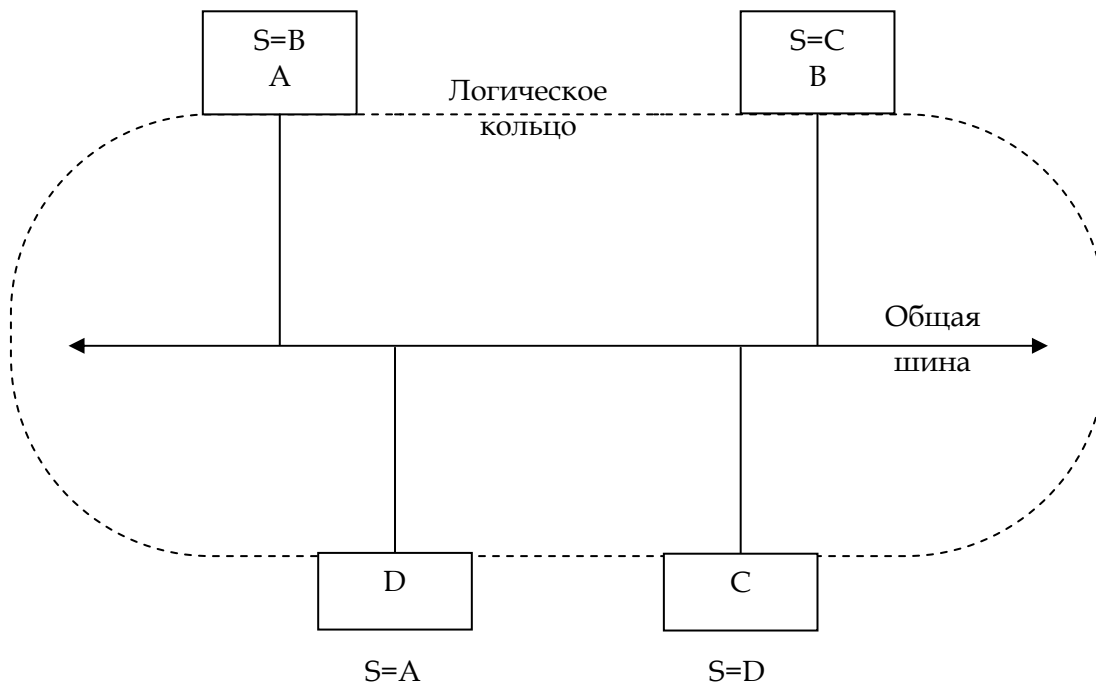 S=B
A
S=C
B
Логическое
кольцо
Общая
шина
D
C
S=A
S=D